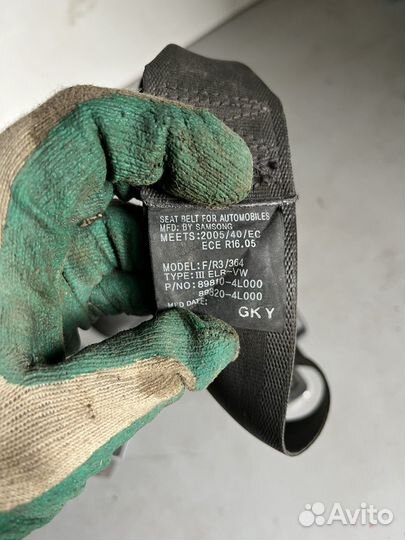 SEAT BELT FOR AUTOMOBILES
MFD. BY SAMSONG
MEETS:2005/40/EC
ECE R16.05
MODEL:F/R3/364
TYPE:III ELR-VW
P/NO: 89810-4L000
89820-4L000
MFD DATE:
GKY
Avito